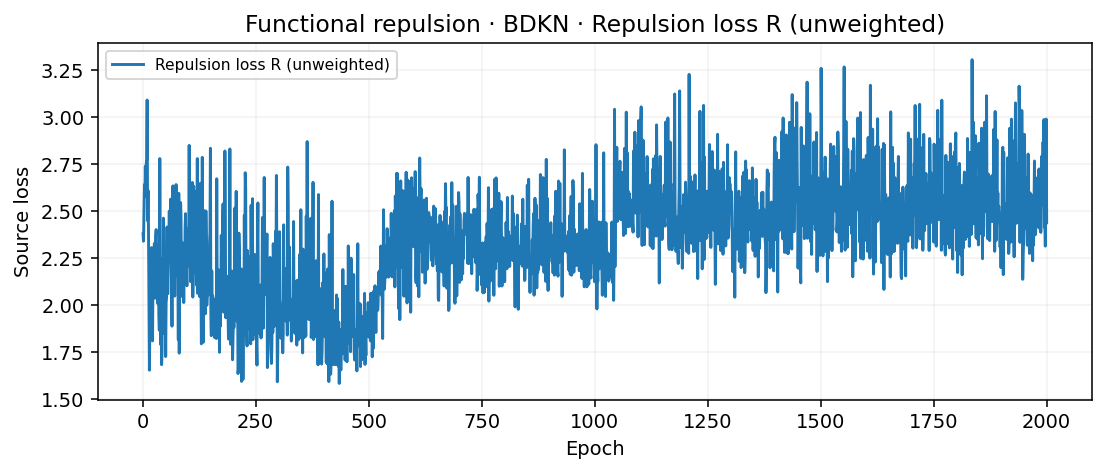 Functional repulsion · BDKN · Repulsion loss R (unweighted)
Repulsion loss R (unweighted)
Source loss
3.25
3.00
2.75
2.50
2.25
2.00
1.75
1.50
0 250 500 750 1000 1250 1500 1750 2000
Epoch